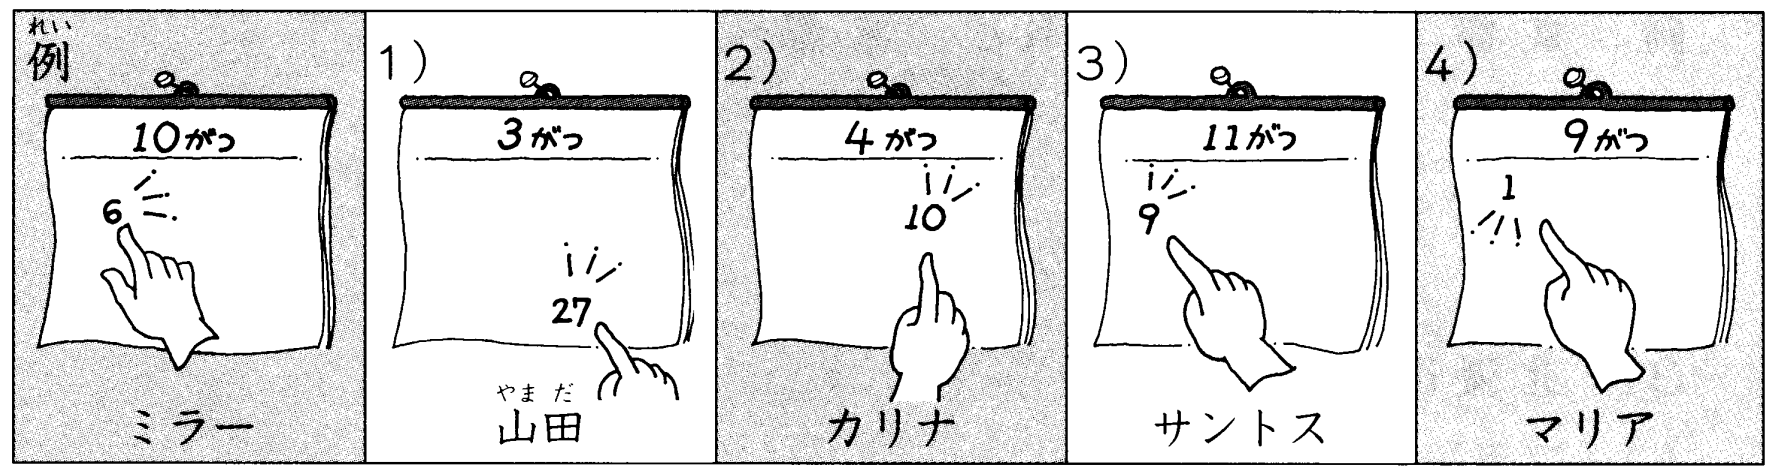 れい
例
10がつ
6
ミラー
1)
3がつ
27
やまだ
山田
2)
4がつ
10
カリナ
3)
11がつ
9
サントス
4)
9がつ
1
マリア